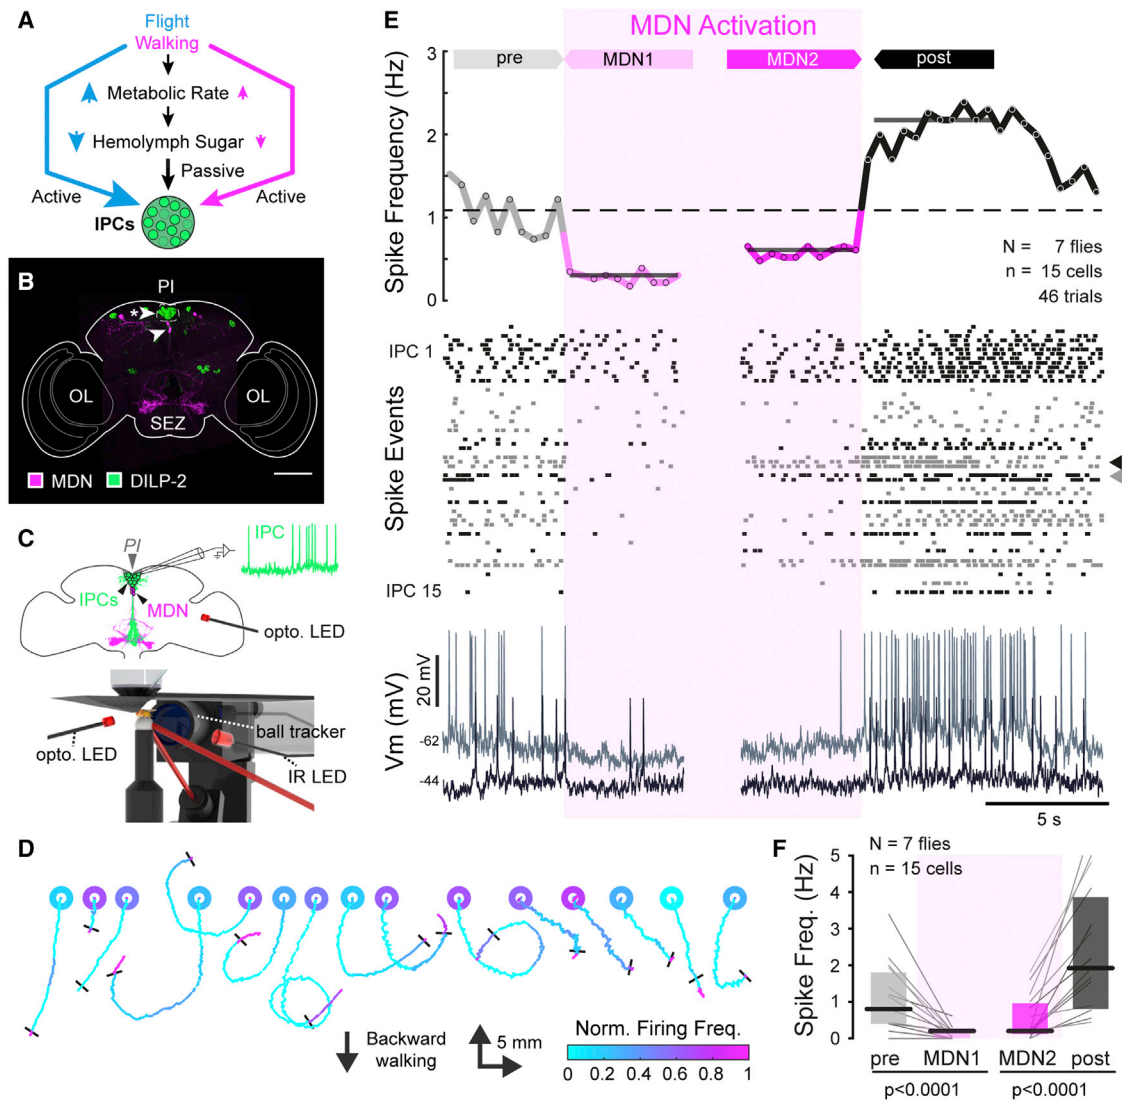 A
Flight
Walking
Metabolic Rate
Hemolymph Sugar
Passive
Active
Active
IPCs
B
PI
*
OL
OL
SEZ
MDN DILP-2
C
PI
IPC
IPCs
MDN
opto. LED
ball tracker
opto. LED
IR LED
D
Backward
walking
5 mm
Norm. Firing Freq.
0 0.2 0.4 0.6 0.8 1
E
MDN Activation
pre MDN1 MDN2 post
Spike Frequency (Hz)
3
2
1
0
N = 7 flies
n = 15 cells
46 trials
Spike Events
IPC 1
IPC 15
Vm (mV)
20 mV
-62
-44
5 s
F
N = 7 flies
n = 15 cells
Spike Freq. (Hz)
5
4
3
2
1
0
pre MDN1 MDN2 post
p<0.0001 p<0.0001